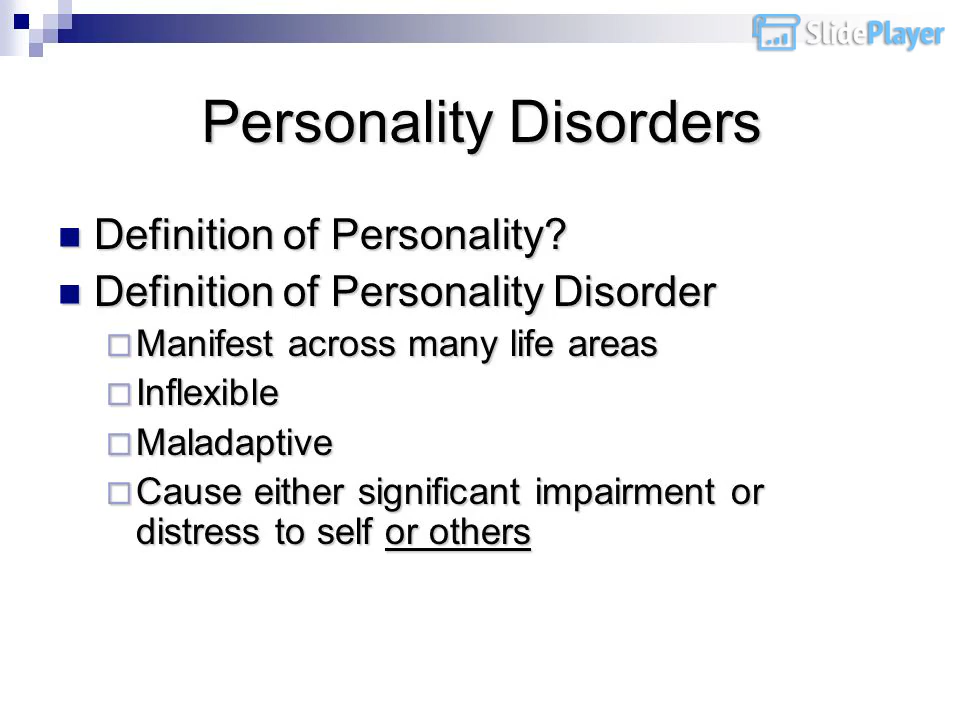 SlidePlayer
Personality Disorders
Definition of Personality?
Definition of Personality Disorder
Manifest across many life areas
Inflexible
Maladaptive
Cause either significant impairment or
distress to self or others